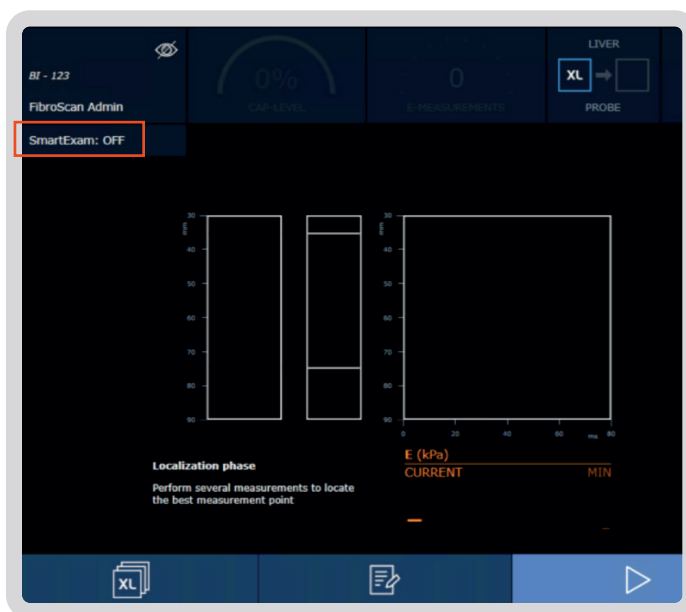 BI - 123
FibroScan Admin
SmartExam: OFF
0%
CAP-LEVEL
0
E-MEASUREMENTS
LIVER
XL
PROBE
30
mm
40
50
60
70
80
90
30
mm
40
50
60
70
80
90
0 20 40 60 ms 80
Localization phase
Perform several measurements to locate
the best measurement point
E (kPa)
CURRENT MIN
–
–
XL